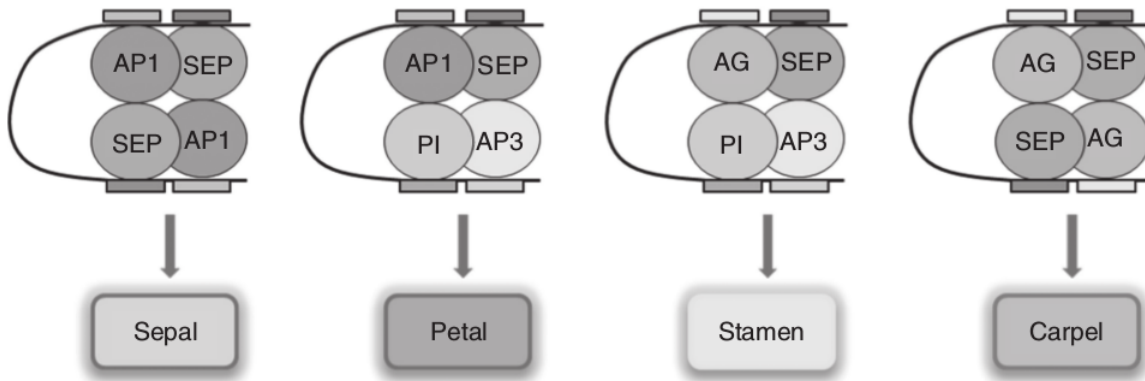 AP1 SEP AP1 SEP AG SEP AG SEP
SEP AP1 PI AP3 PI AP3 SEP AG
Sepal Petal Stamen Carpel